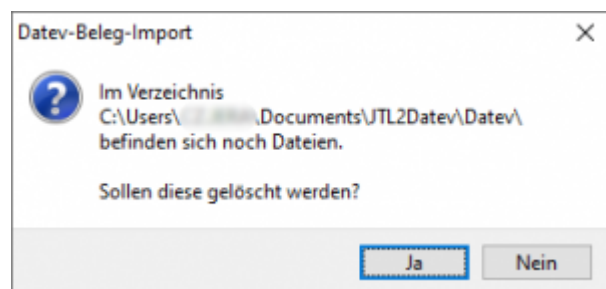 Datev-Beleg-Import
Im Verzeichnis
C:\Users\ \Documents\JTL2Datev\Datev\
befinden sich noch Dateien.
Sollen diese gelöscht werden?
Ja
Nein